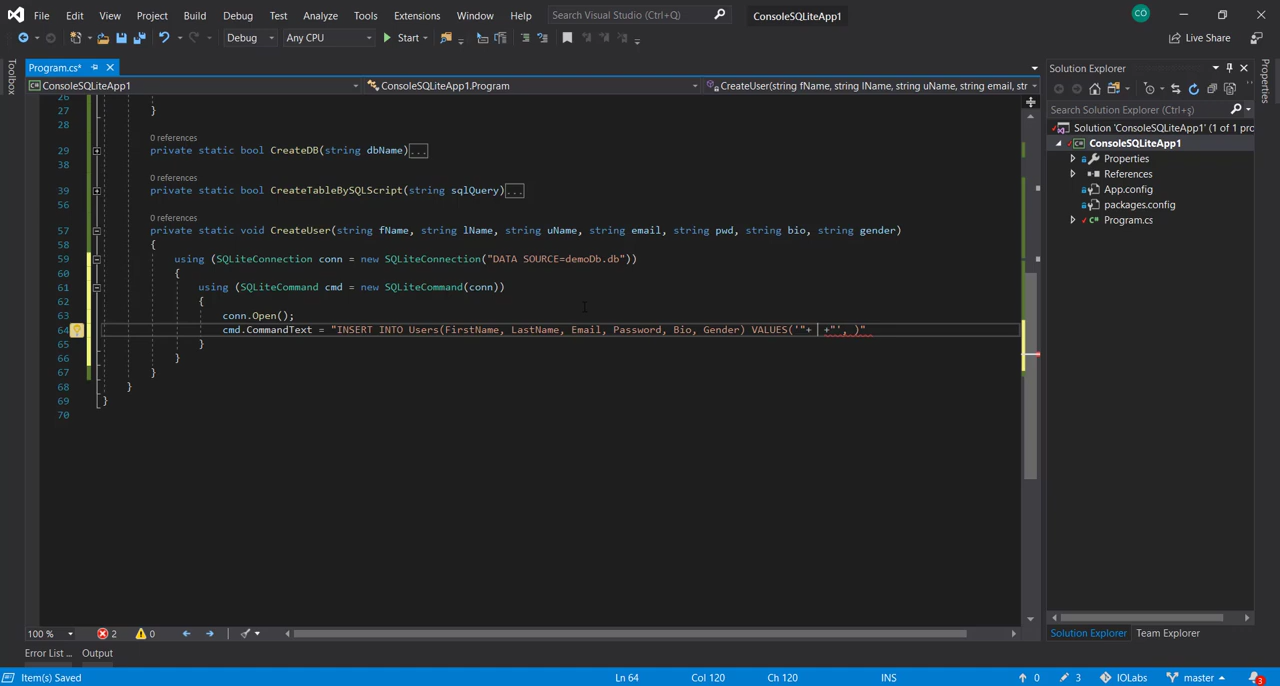 File Edit View Project Build Debug Test Analyze Tools Extensions Window Help Search Visual Studio (Ctrl+Q) ConsoleSQLiteApp1 CO
Debug Any CPU Start Live Share
Toolbox
Program.cs*
ConsoleSQLiteApp1 ConsoleSQLiteApp1.Program CreateUser(string fName, string lName, string uName, string email, str
26
27 }
28
0 references
29 private static bool CreateDB(string dbName)...
38
0 references
39 private static bool CreateTableBySQLScript(string sqlQuery)...
56
0 references
57 private static void CreateUser(string fName, string lName, string uName, string email, string pwd, string bio, string gender)
58 {
59 using (SQLiteConnection conn = new SQLiteConnection("DATA SOURCE=demoDb.db"))
60 {
61 using (SQLiteCommand cmd = new SQLiteCommand(conn))
62 {
63 conn.Open();
64 cmd.CommandText = "INSERT INTO Users(FirstName, LastName, Email, Password, Bio, Gender) VALUES('"+ +"', )"
65 }
66 }
67 }
68 }
69 }
70
Solution Explorer
Search Solution Explorer (Ctrl+ş)
Solution 'ConsoleSQLiteApp1' (1 of 1 prc
ConsoleSQLiteApp1
Properties
References
App.config
packages.config
Program.cs
Properties
100 % 2 0
Solution Explorer Team Explorer
Error List ... Output
Item(s) Saved Ln 64 Col 120 Ch 120 INS 0 3 IOLabs master 3